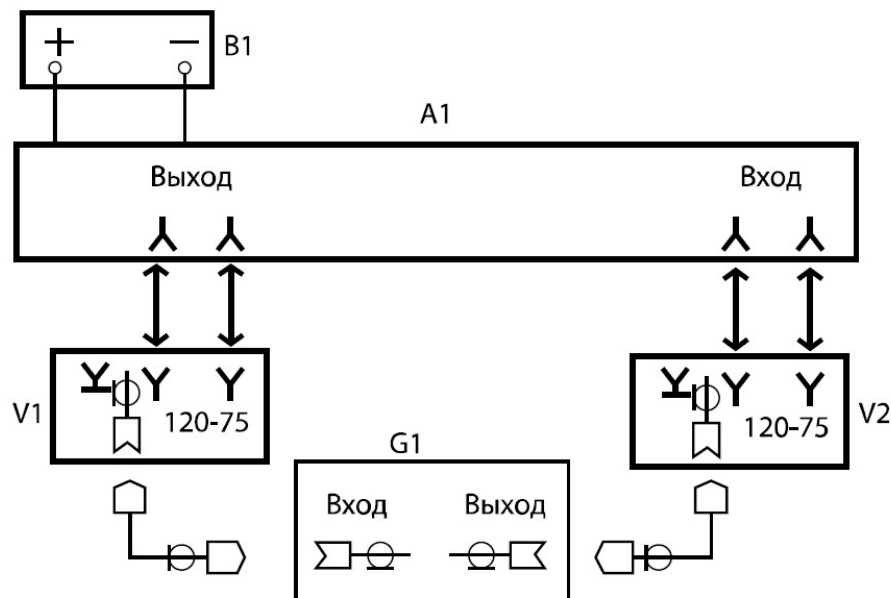 + − B1
A1
Выход Вход
V1 120-75
120-75 V2
G1
Вход Выход